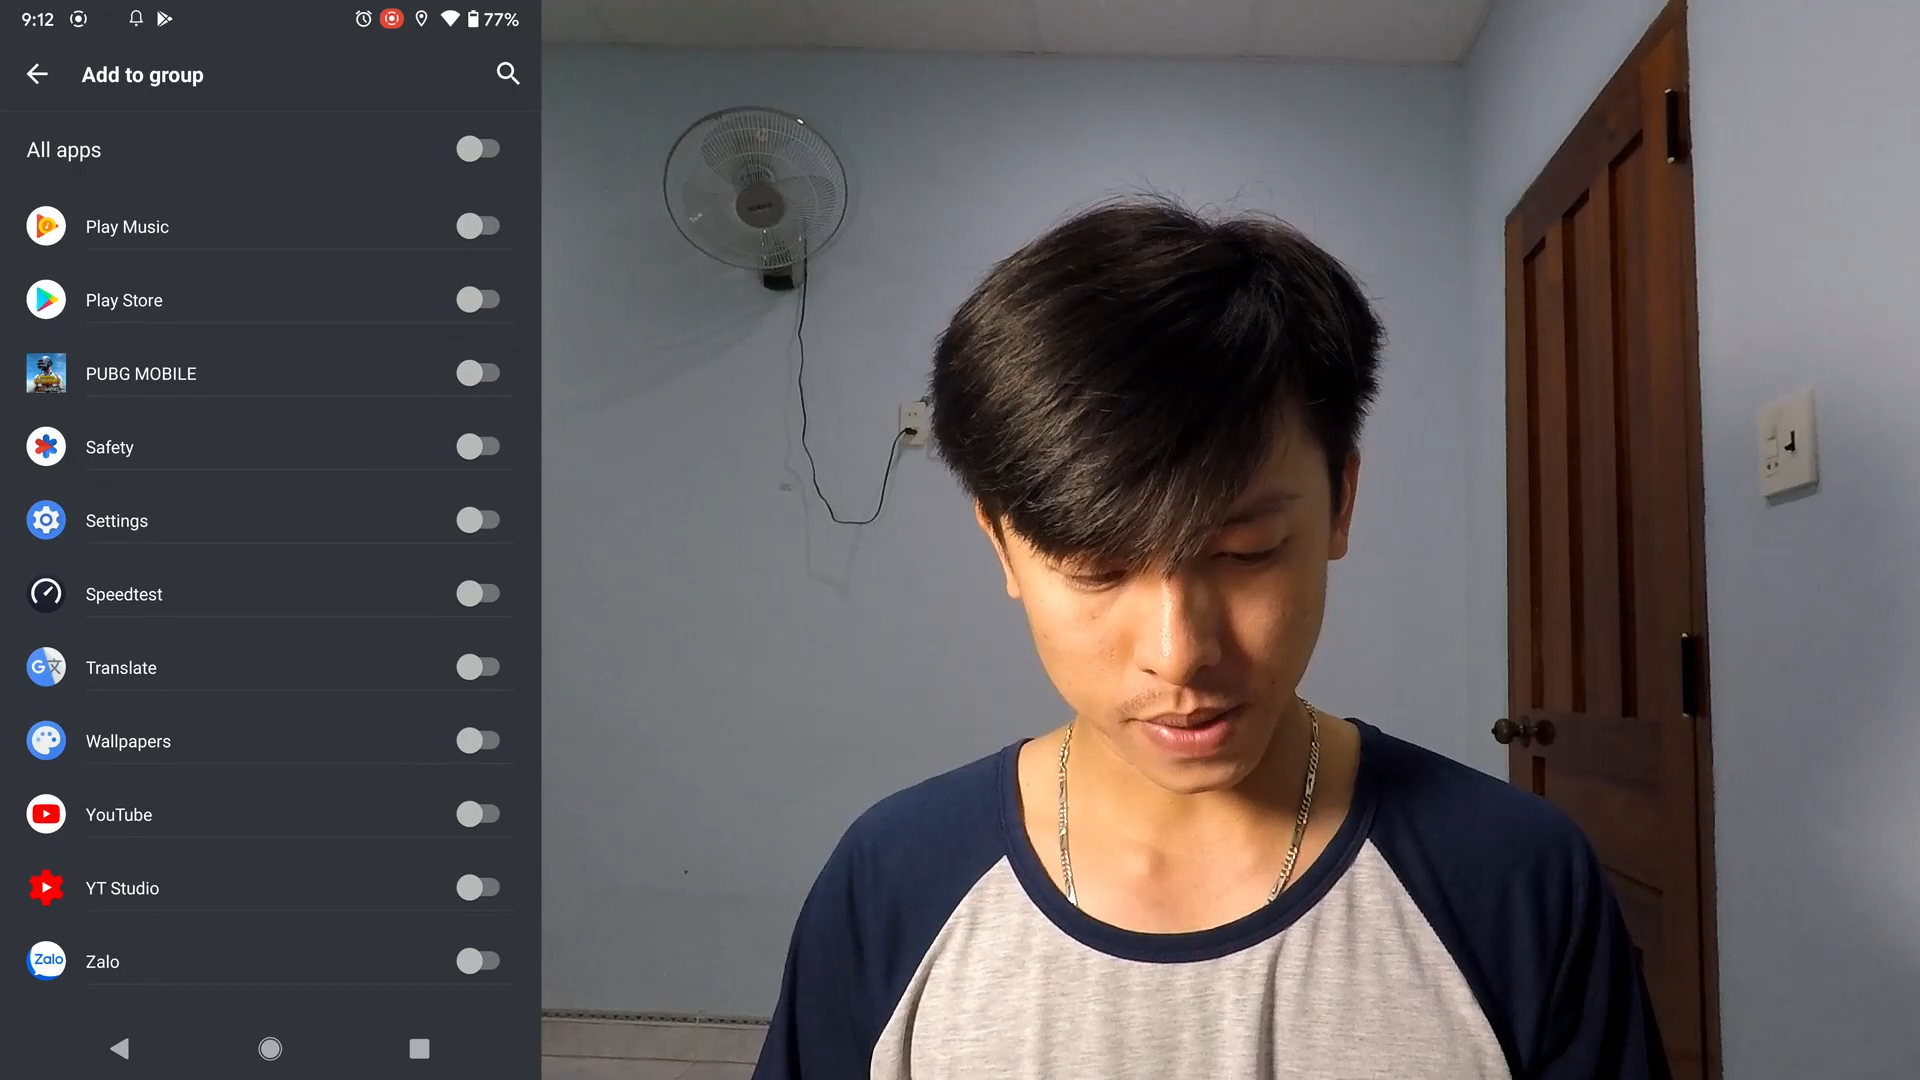 9:12
77%
Add to group
All apps
Play Music
Play Store
PUBG MOBILE
Safety
Settings
Speedtest
Translate
Wallpapers
YouTube
YT Studio
Zalo
Zalo